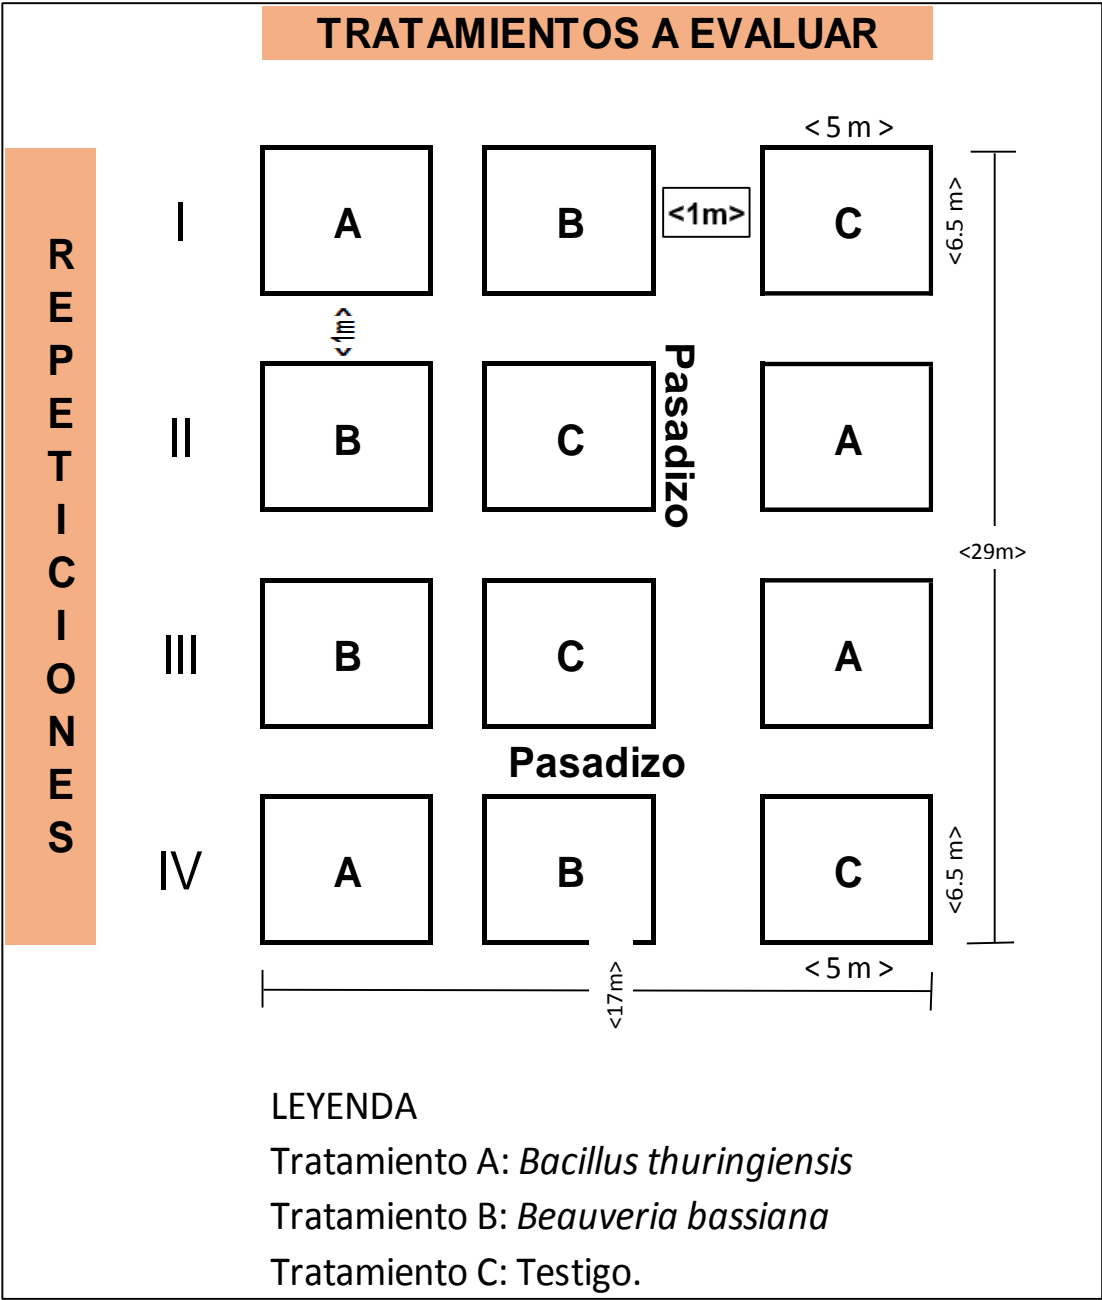 TRATAMIENTOS A EVALUAR
REPETICIONES
< 5 m >
I
A
B
<1m>
C
<6.5 m>
<1m>
Pasadizo
II
B
C
A
<29m>
III
B
C
A
Pasadizo
IV
A
B
C
<6.5 m>
< 5 m >
<17m>
LEYENDA
Tratamiento A: Bacillus thuringiensis
Tratamiento B: Beauveria bassiana
Tratamiento C: Testigo.